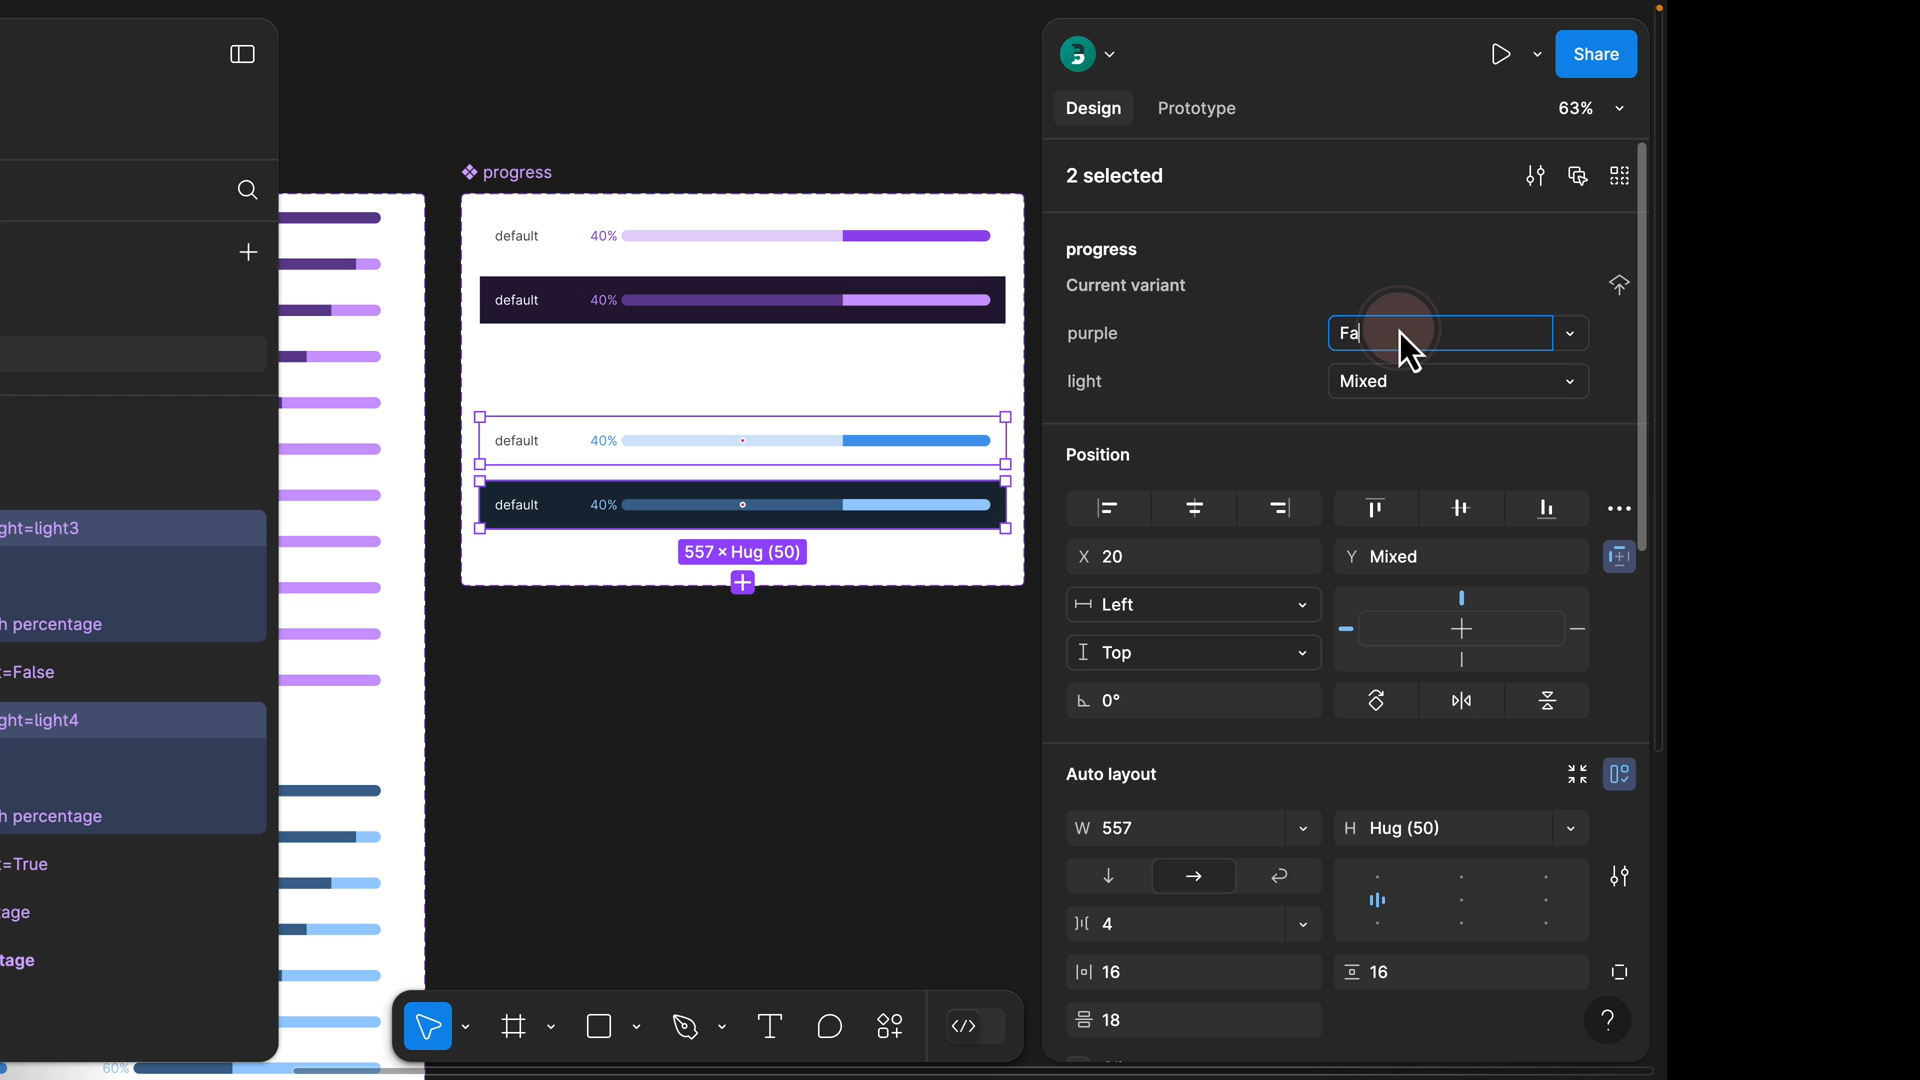 ght=light3
h percentage
=False
ght=light4
h percentage
=True
age
tage
60%
progress
default 40%
default 40%
default 40%
default 40%
557 × Hug (50)
Share
Design Prototype 63%
2 selected
progress
Current variant
purple Fa
light Mixed
Position
X 20 Y Mixed
Left
Top
0°
Auto layout
W 557 H Hug (50)
4
16 16
18
?